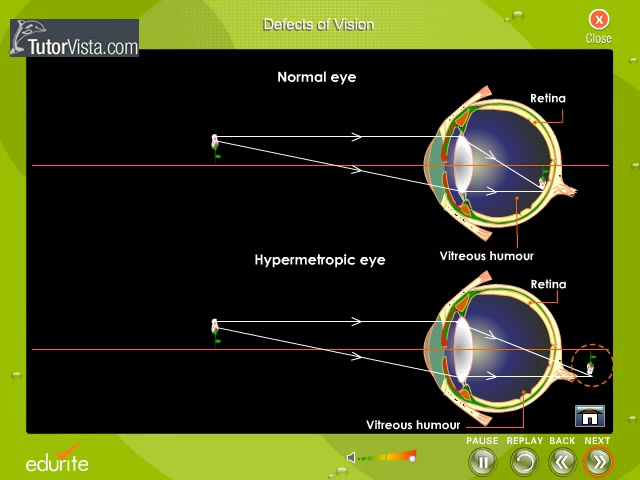 Defects of Vision
TutorVista.com
X
Close
Normal eye
Retina
Vitreous humour
Hypermetropic eye
Retina
Vitreous humour
PAUSE REPLAY BACK NEXT
edurite